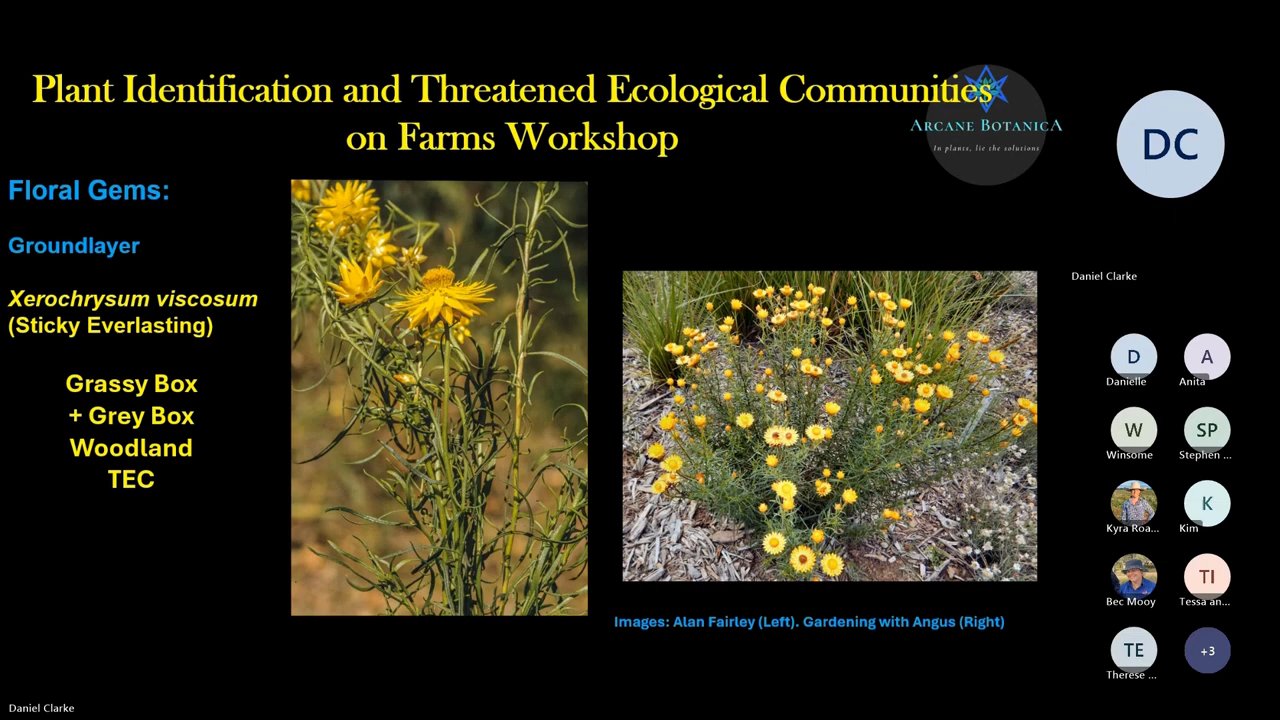 Plant Identification and Threatened Ecological Communities
on Farms Workshop
ARCANE BOTANICA
In plants, lie the solutions
DC
Floral Gems:
Groundlayer
Xerochrysum viscosum
(Sticky Everlasting)
Grassy Box
+ Grey Box
Woodland
TEC
Images: Alan Fairley (Left). Gardening with Angus (Right)
Daniel Clarke
D
Danielle
A
Anita
W
Winsome
SP
Stephen ...
Kyra Roa...
K
Kim
Bec Mooy
TI
Tessa an...
TE
Therese ...
+3
Daniel Clarke